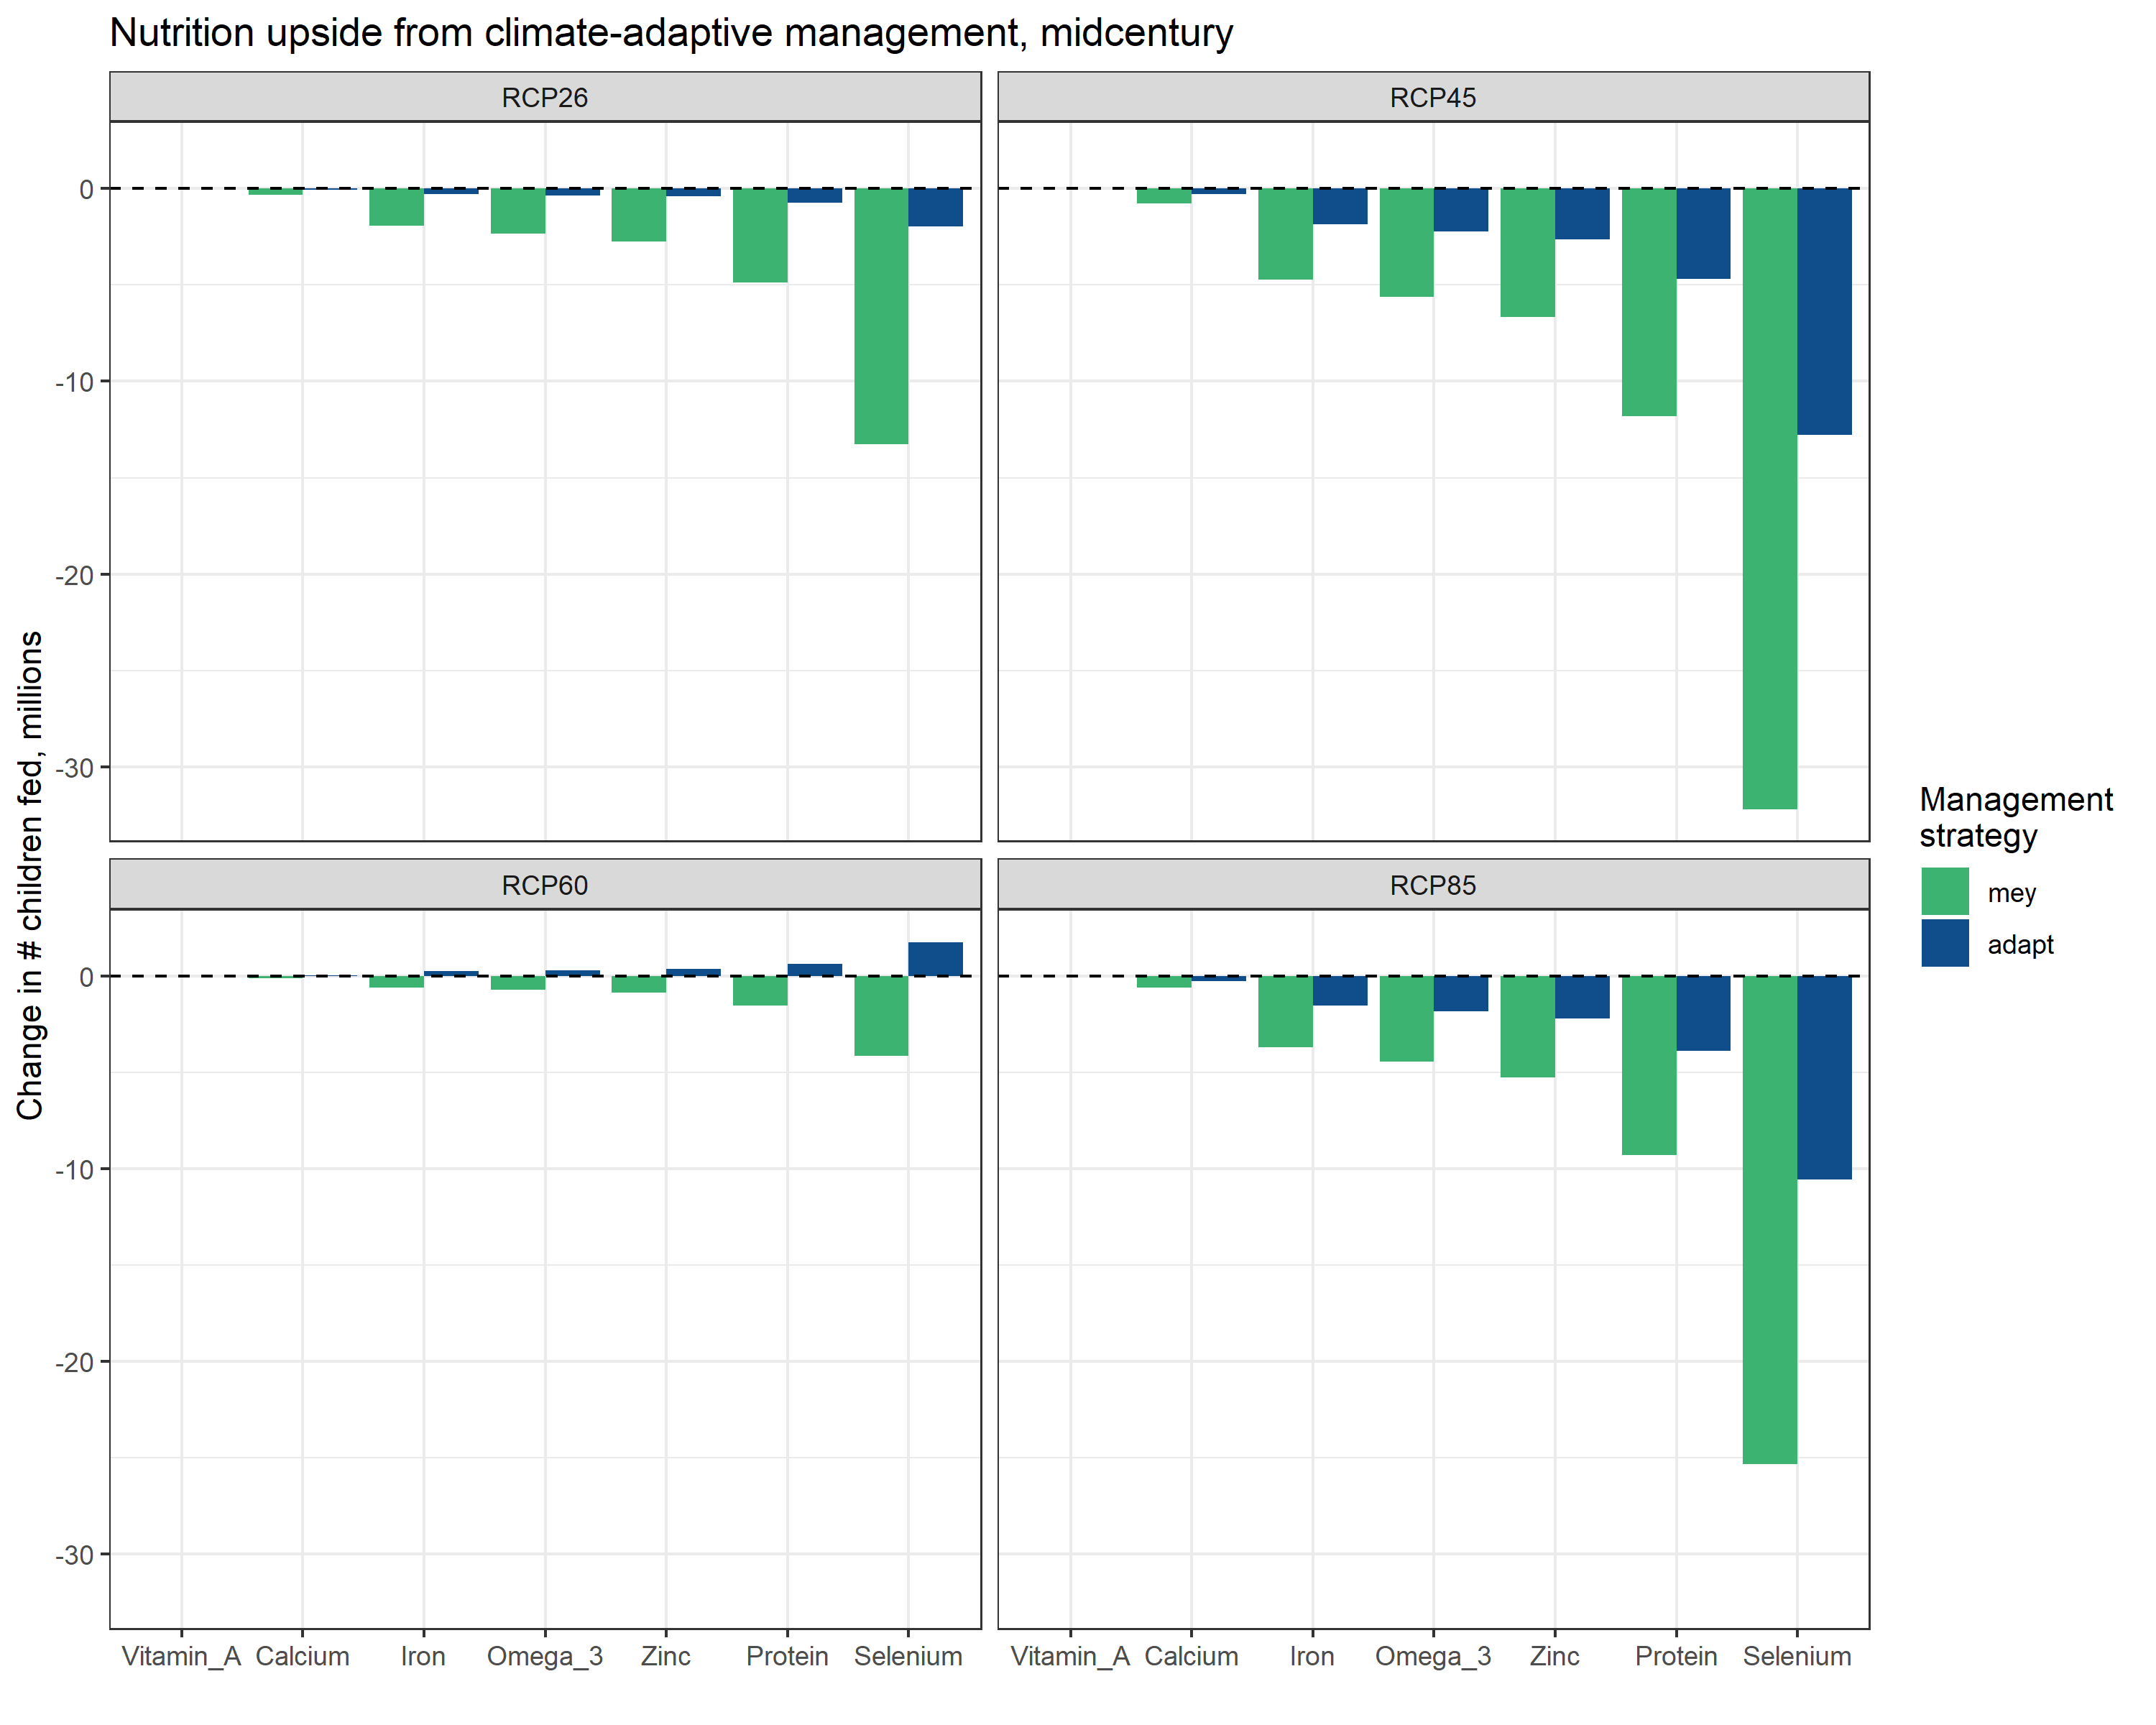 Nutrition upside from climate-adaptive management, midcentury
RCP26
RCP45
0
-10
-20
-30
RCP60
RCP85
0
-10
-20
-30
Vitamin_A Calcium Iron Omega_3 Zinc Protein Selenium
Vitamin_A Calcium Iron Omega_3 Zinc Protein Selenium
Change in # children fed, millions
Management
strategy
mey
adapt